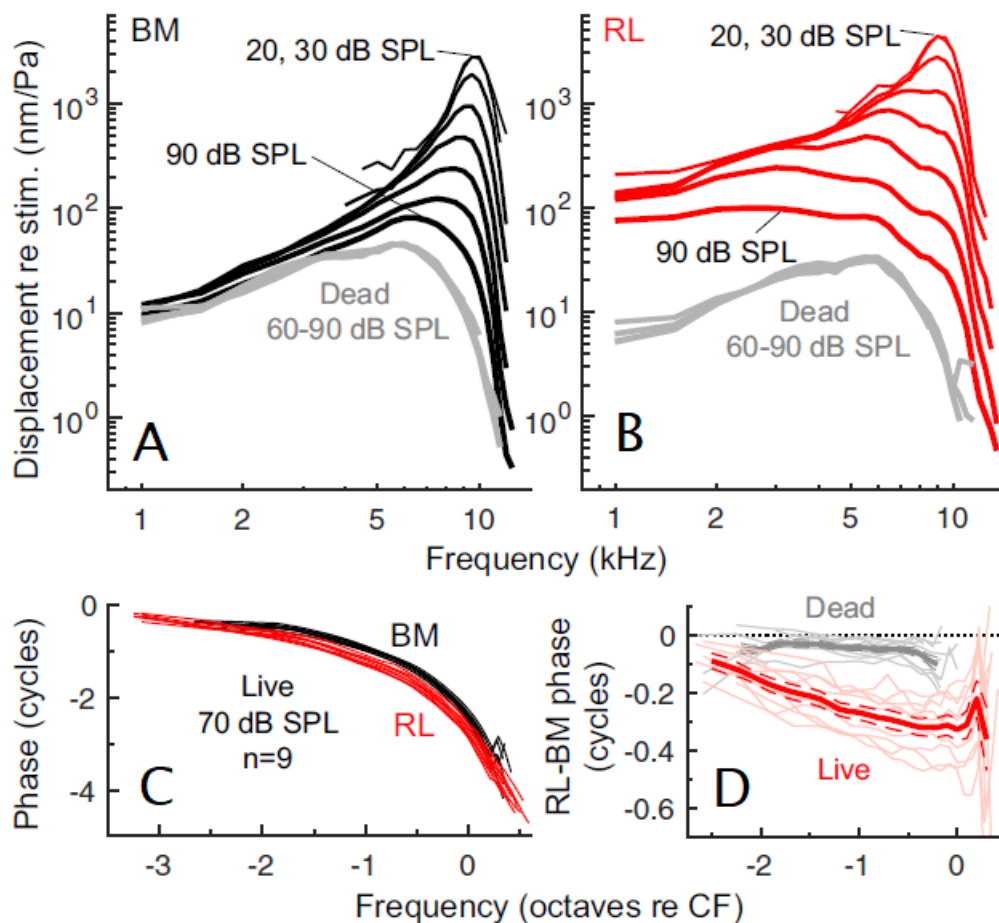 BM
20, 30 dB SPL
90 dB SPL
Dead
60-90 dB SPL
A
10³
10²
10¹
10⁰
1
2
5
10
Displacement re stim. (nm/Pa)
RL
20, 30 dB SPL
90 dB SPL
Dead
60-90 dB SPL
B
10³
10²
10¹
10⁰
1
2
5
10
Frequency (kHz)
0
-2
-4
Phase (cycles)
BM
Live
70 dB SPL
n=9
RL
C
-3
-2
-1
0
Dead
0
-0.2
-0.4
-0.6
RL-BM phase
(cycles)
Live
D
-2
-1
0
Frequency (octaves re CF)